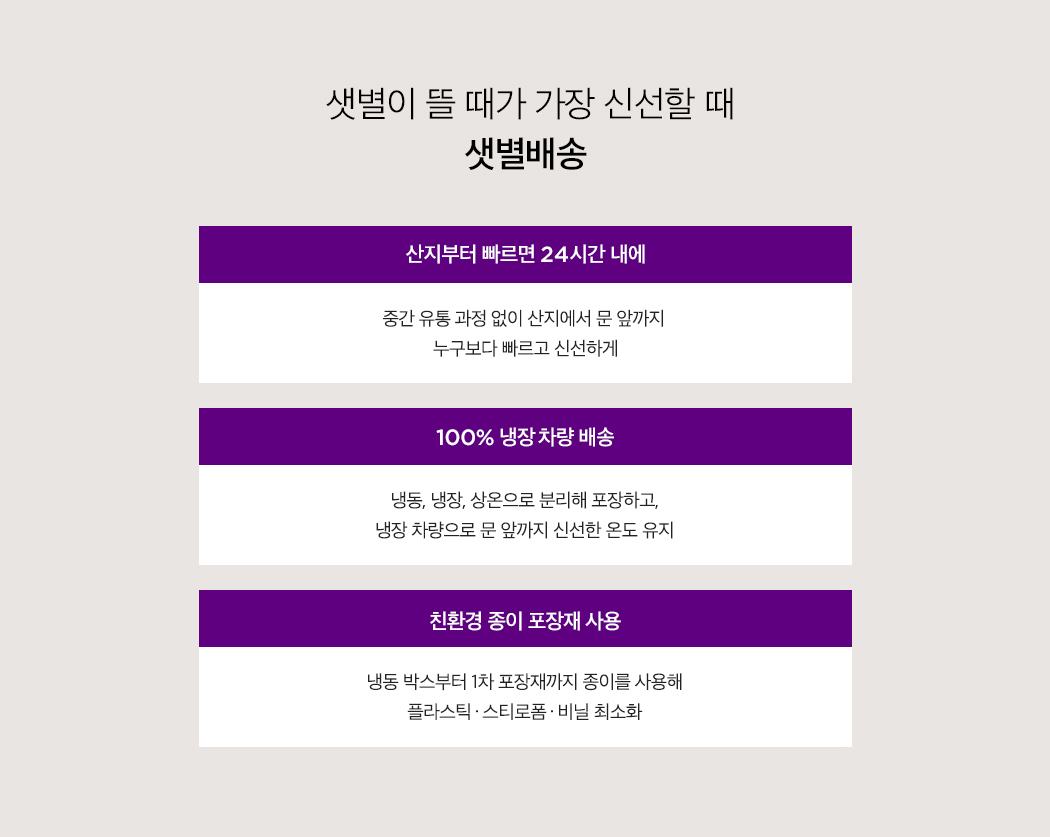 샛별이 뜰 때가 가장 신선할 때
샛별배송
산지부터 빠르면 24시간 내에
중간 유통 과정 없이 산지에서 문 앞까지
누구보다 빠르고 신선하게
100% 냉장 차량 배송
냉동, 냉장, 상온으로 분리해 포장하고,
냉장 차량으로 문 앞까지 신선한 온도 유지
친환경 종이 포장재 사용
냉동 박스부터 1차 포장재까지 종이를 사용해
플라스틱 · 스티로폼 · 비닐 최소화